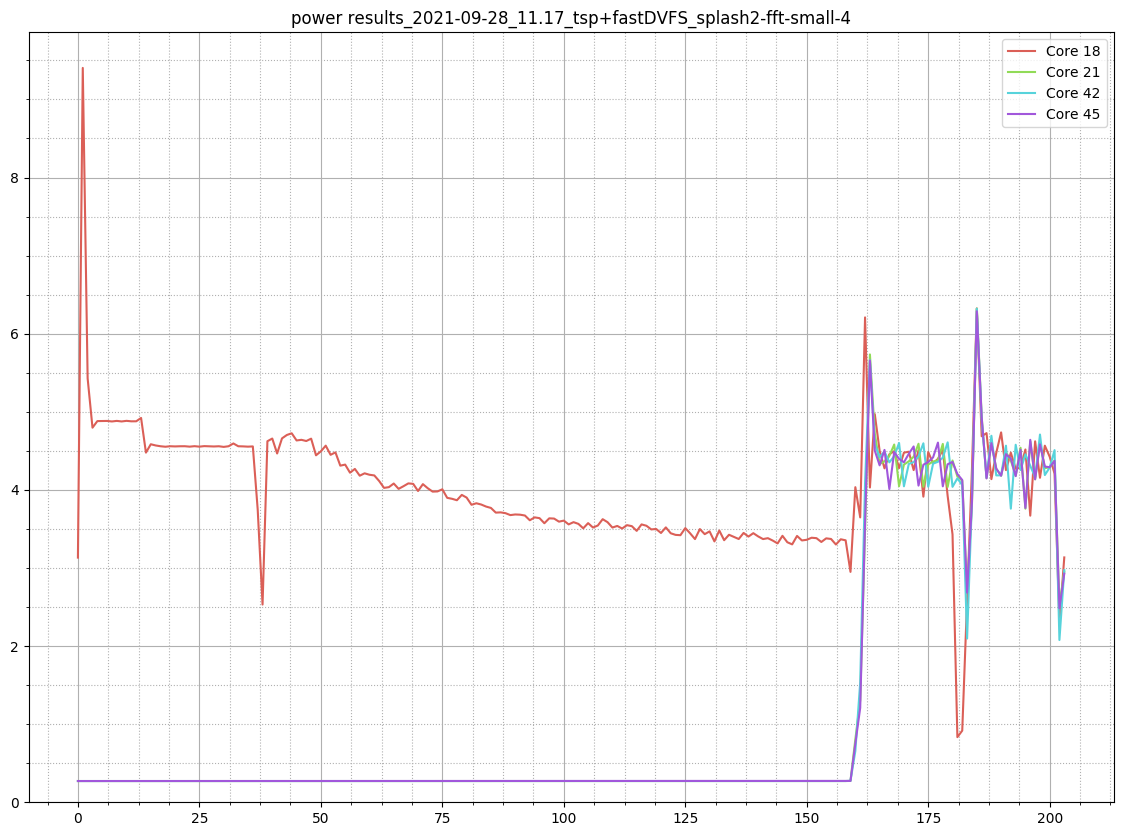 power results_2021-09-28_11.17_tsp+fastDVFS_splash2-fft-small-4
Core 18
Core 21
Core 42
Core 45
8
6
4
2
0
0 25 50 75 100 125 150 175 200